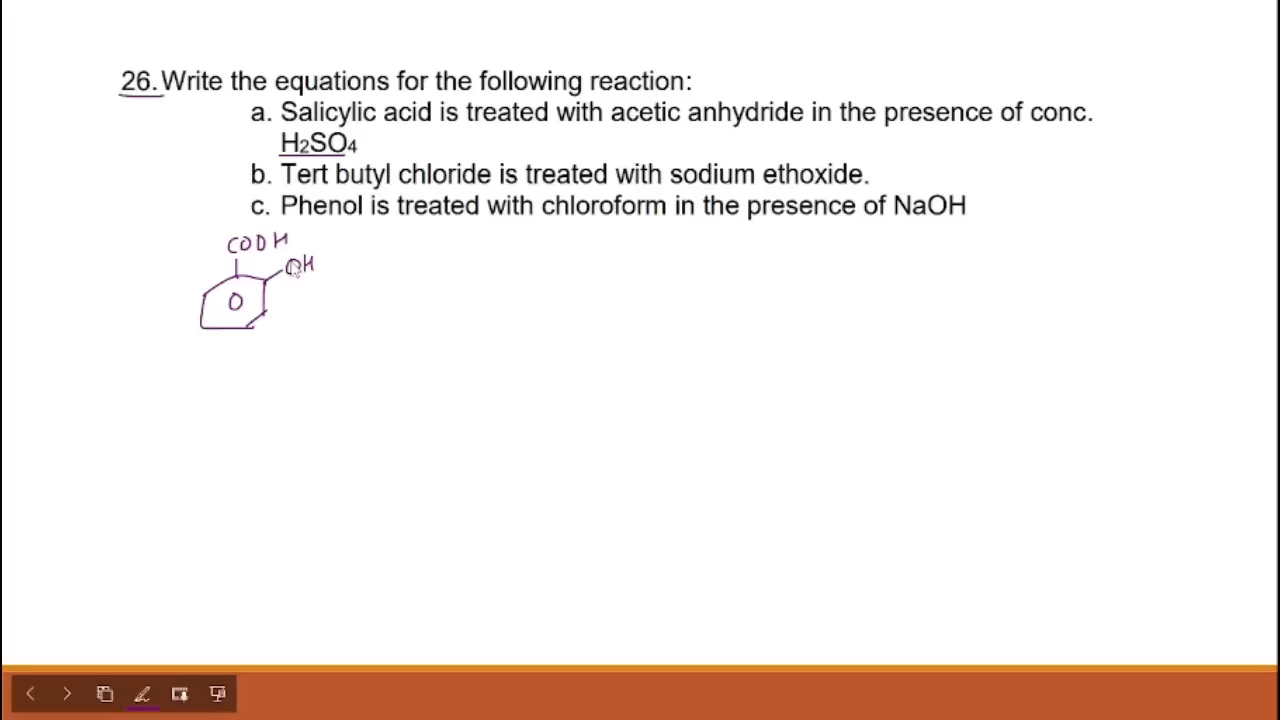 26. Write the equations for the following reaction:
a. Salicylic acid is treated with acetic anhydride in the presence of conc.
H2SO4
b. Tert butyl chloride is treated with sodium ethoxide.
c. Phenol is treated with chloroform in the presence of NaOH
COOH
OH